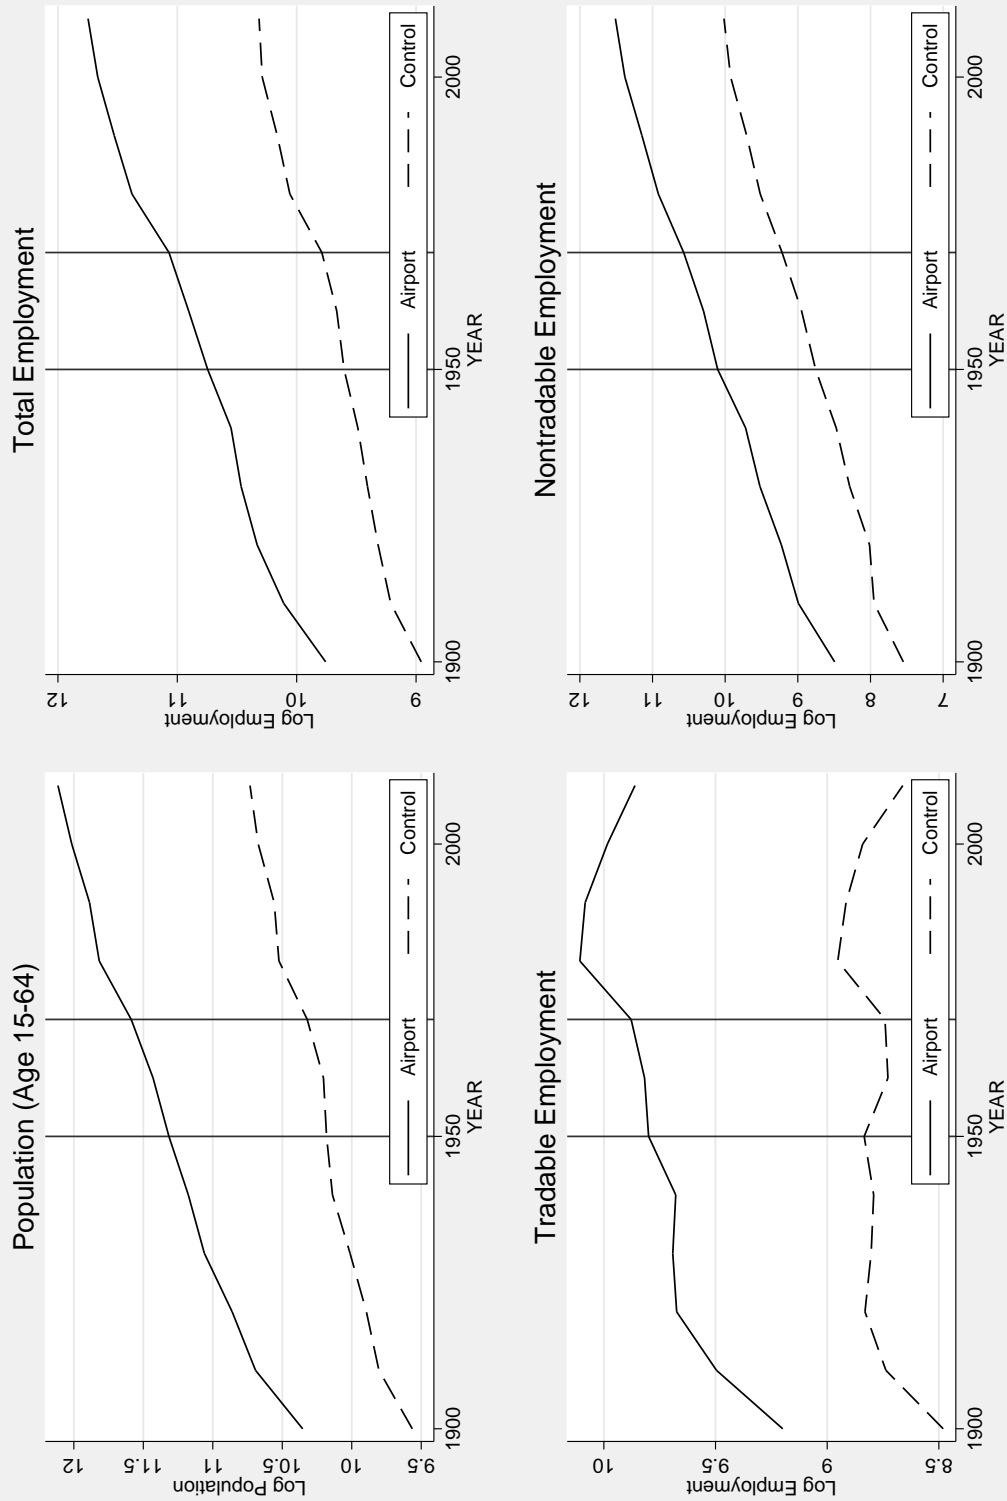 Population (Age 15-64)
Log Population
9.5 10 10.5 11 11.5 12
1900 1950 2000
YEAR
Airport Control
Total Employment
Log Employment
9 10 11 12
1900 1950 2000
YEAR
Airport Control
Tradable Employment
Log Employment
8.5 9 9.5 10
1900 1950 2000
YEAR
Airport Control
Nontradable Employment
Log Employment
7 8 9 10 11 12
1900 1950 2000
YEAR
Airport Control